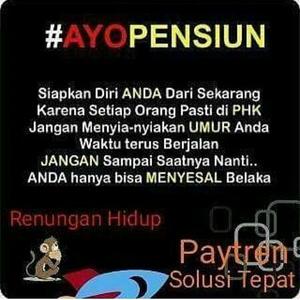 #AYOPENSIUN
Siapkan Diri ANDA Dari Sekarang
Karena Setiap Orang Pasti di PHK
Jangan Menyia-nyiakan UMUR Anda
Waktu terus Berjalan
JANGAN Sampai Saatnya Nanti..
ANDA hanya bisa MENYESAL Belaka
Renungan Hidup
Paytren
Solusi Tepat